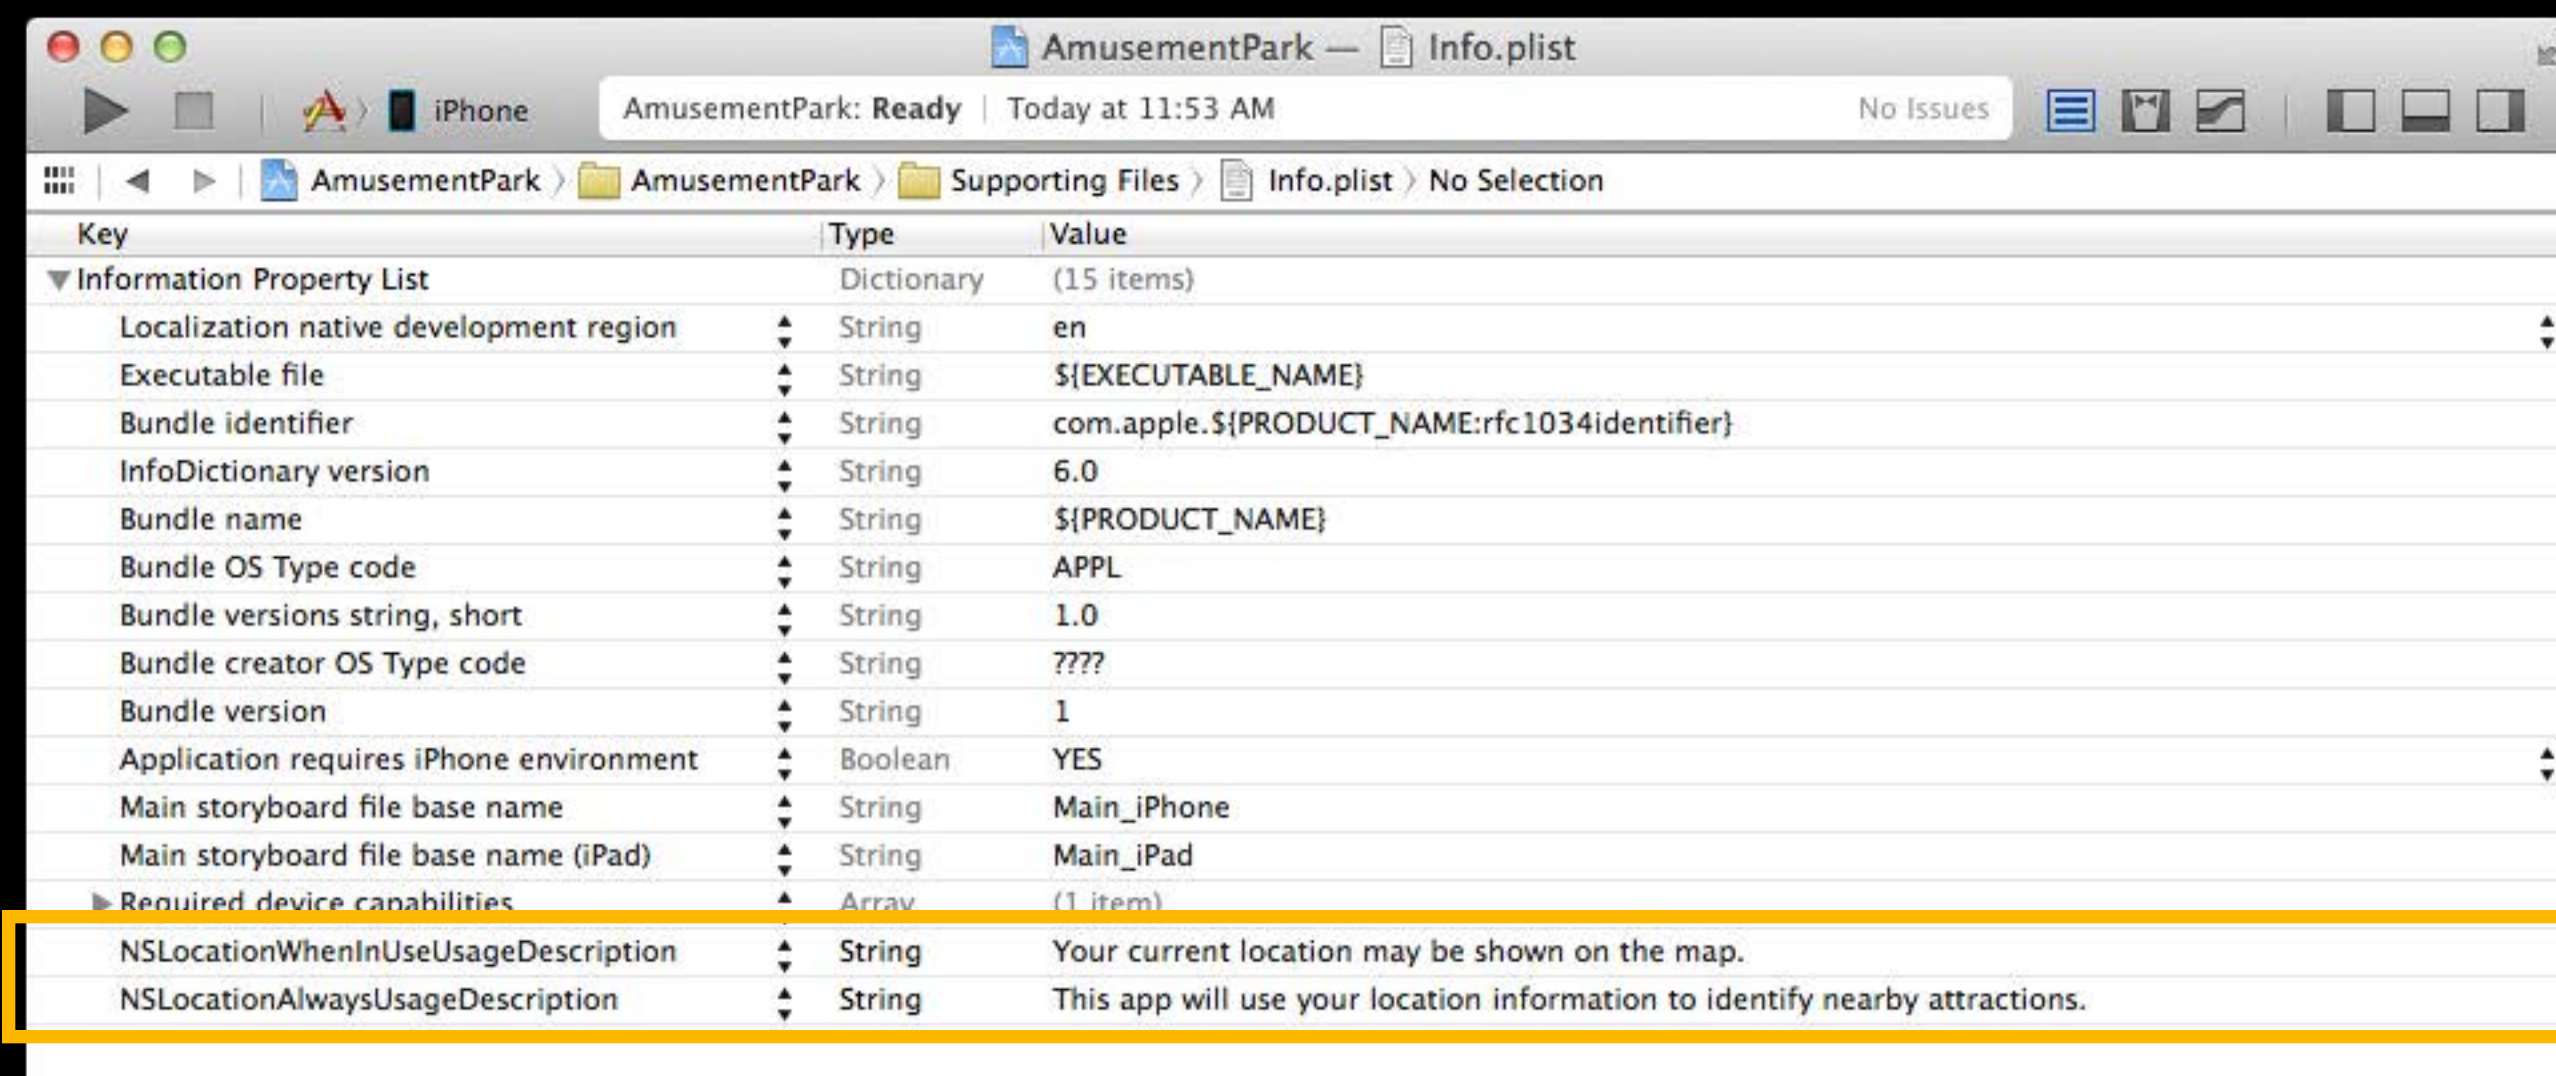 AmusementPark — Info.plist
iPhone AmusementPark: Ready | Today at 11:53 AM No Issues
AmusementPark AmusementPark Supporting Files Info.plist No Selection
Key Type Value
Information Property List Dictionary (15 items)
Localization native development region String en
Executable file String ${EXECUTABLE_NAME}
Bundle identifier String com.apple.${PRODUCT_NAME:rfc1034identifier}
InfoDictionary version String 6.0
Bundle name String ${PRODUCT_NAME}
Bundle OS Type code String APPL
Bundle versions string, short String 1.0
Bundle creator OS Type code String ????
Bundle version String 1
Application requires iPhone environment Boolean YES
Main storyboard file base name String Main_iPhone
Main storyboard file base name (iPad) String Main_iPad
Required device capabilities Array (1 item)
NSLocationWhenInUseUsageDescription String Your current location may be shown on the map.
NSLocationAlwaysUsageDescription String This app will use your location information to identify nearby attractions.